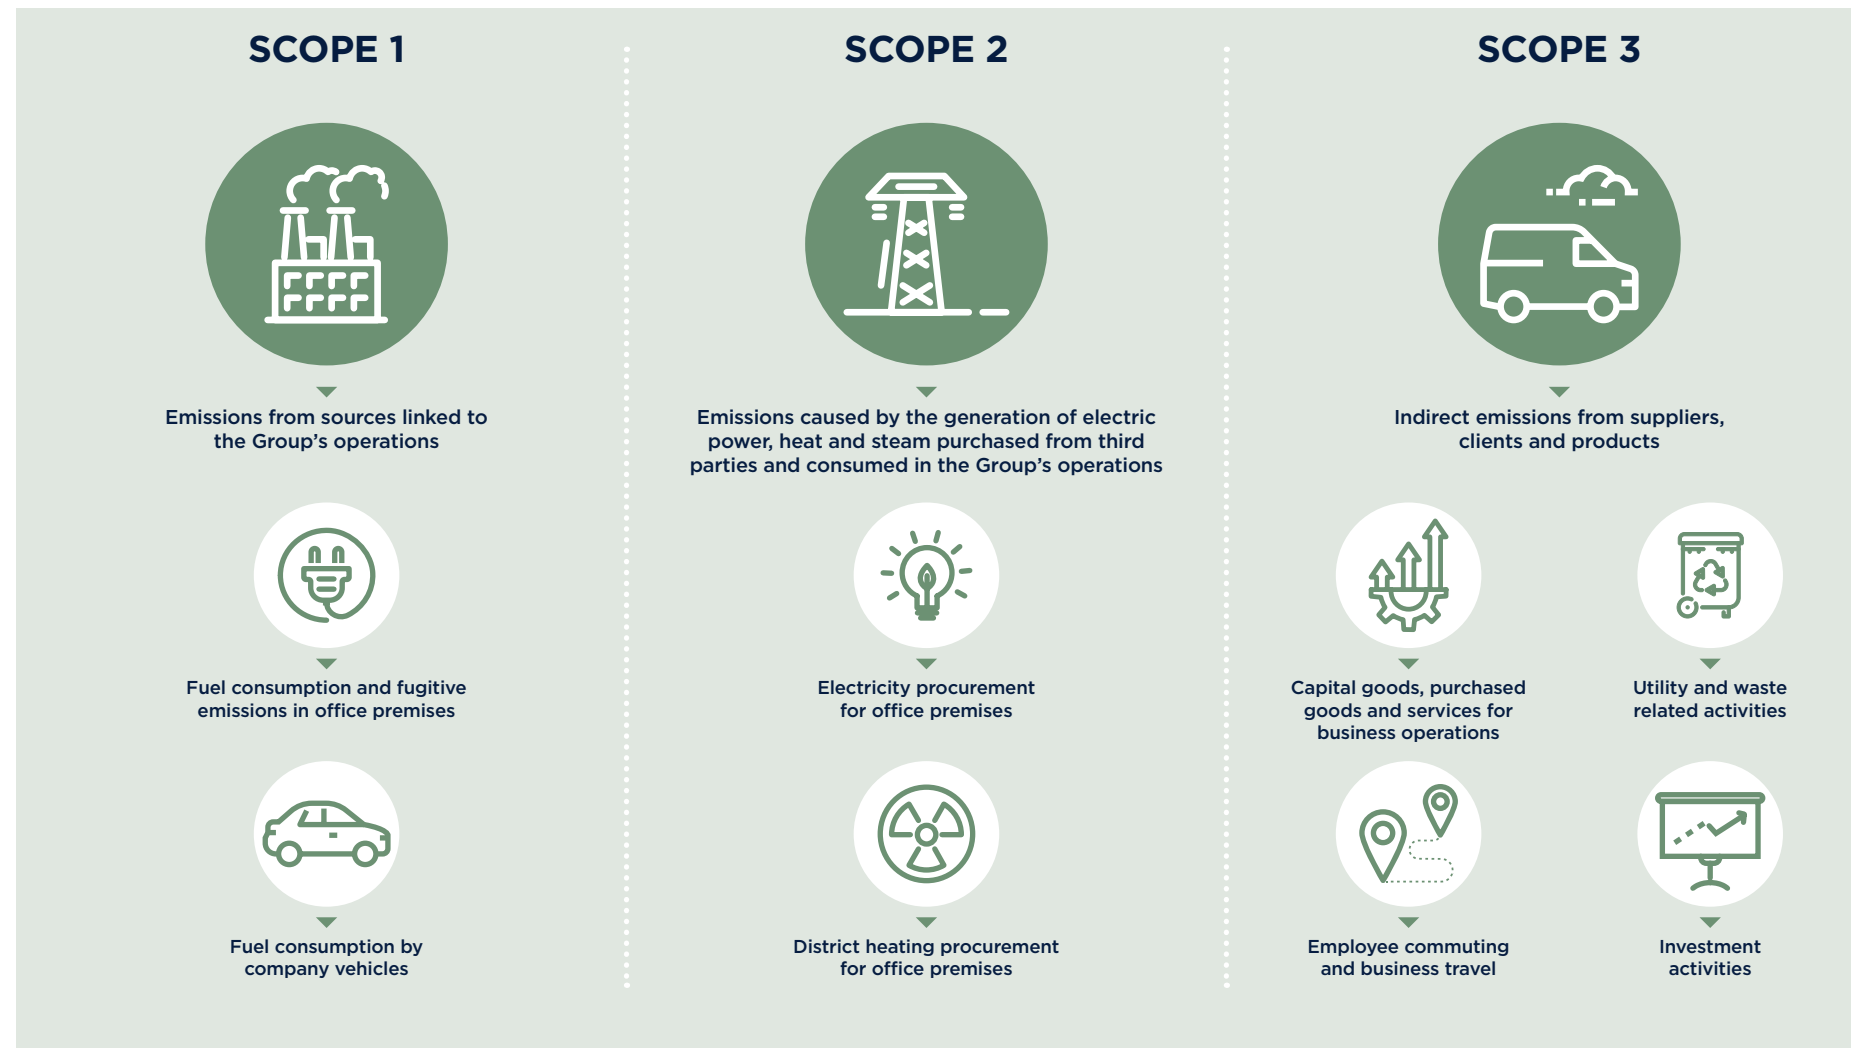 SCOPE 1
Emissions from sources linked to
the Group’s operations
Fuel consumption and fugitive
emissions in office premises
Fuel consumption by
company vehicles
SCOPE 2
Emissions caused by the generation of electric
power, heat and steam purchased from third
parties and consumed in the Group’s operations
Electricity procurement
for office premises
District heating procurement
for office premises
SCOPE 3
Indirect emissions from suppliers,
clients and products
Capital goods, purchased
goods and services for
business operations
Utility and waste
related activities
Employee commuting
and business travel
Investment
activities